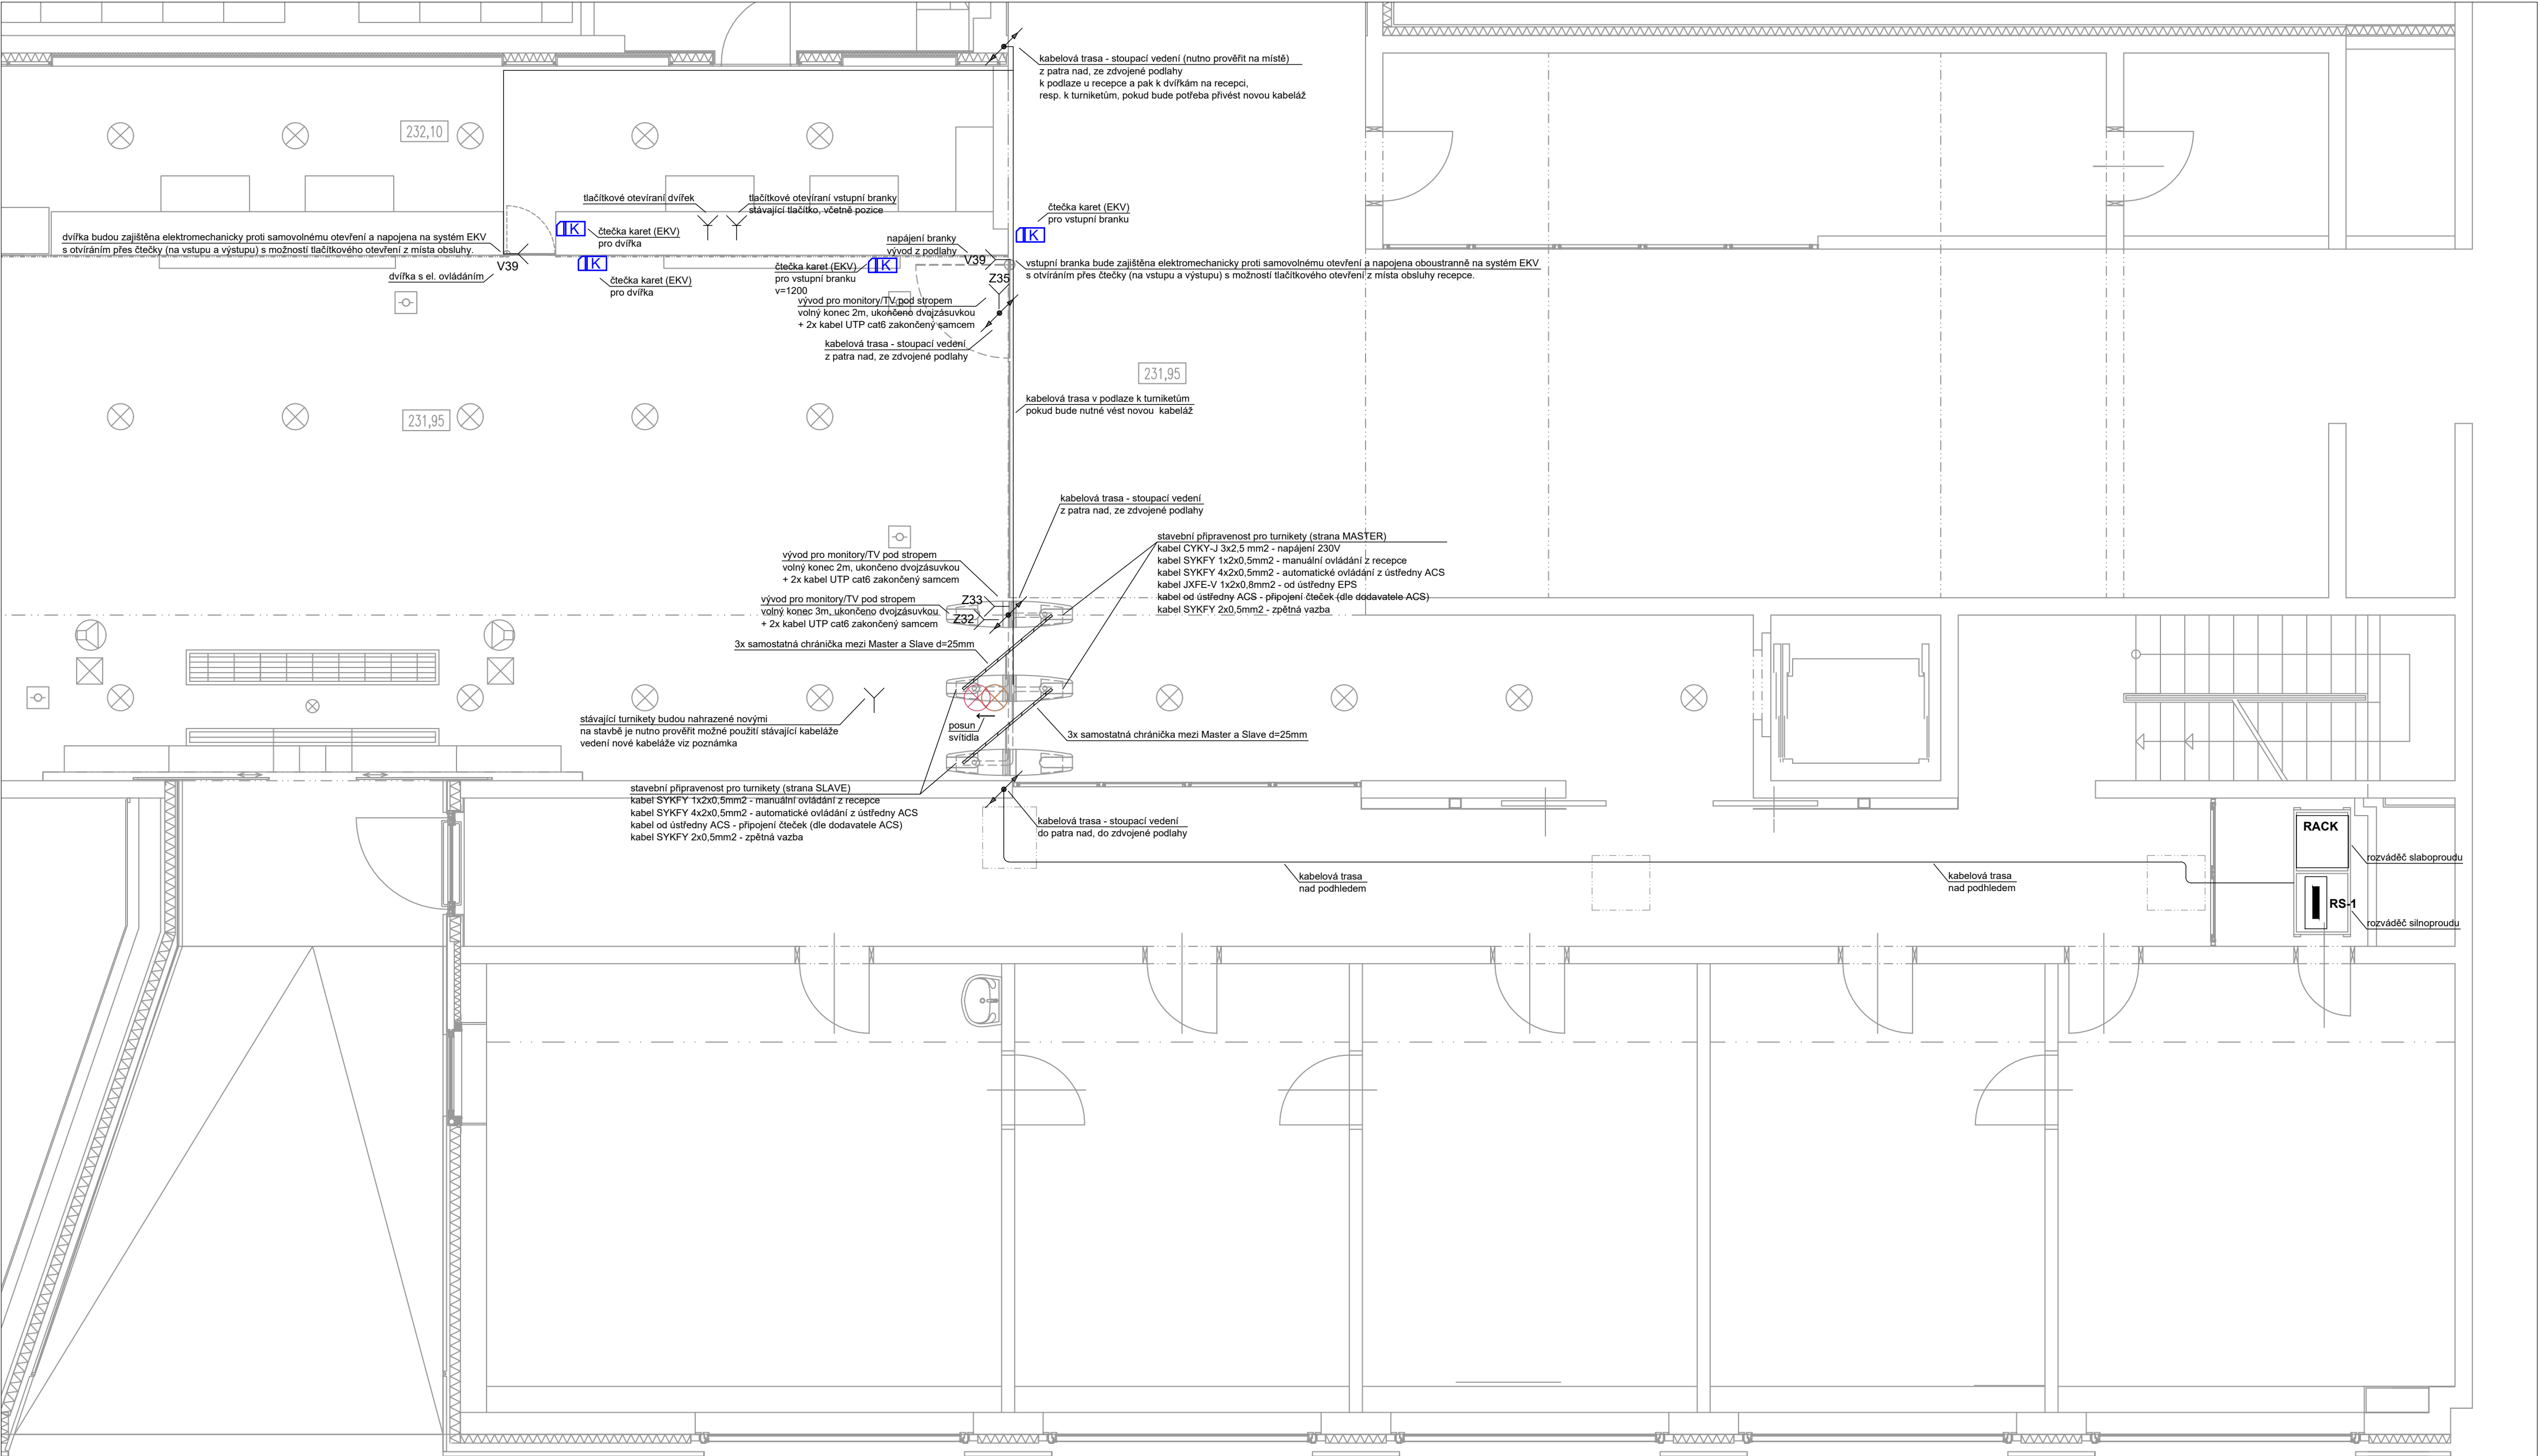 kabelová trasa - stoupací vedení (nutno prověřit na místě)
z patra nad, ze zdvojené podlahy
k podlaze u recepce a pak k dvířkám na recepci,
resp. k turniketům, pokud bude potřeba přivést novou kabeláž
232,10
tlačítkové otevíraní dvířek
tlačítkové otevíraní vstupní branky
stávající tlačítko, včetně pozice
čtečka karet (EKV)
pro vstupní branku
K
K
čtečka karet (EKV)
pro dvířka
dvířka budou zajištěna elektromechanicky proti samovolnému otevření a napojena na systém EKV
s otvíráním přes čtečky (na vstupu a výstupu) s možností tlačítkového otevření z místa obsluhy.
V39
dvířka s el. ovládáním
K
čtečka karet (EKV)
pro dvířka
napájení branky
vývod z podlahy
V39
čtečka karet (EKV)
pro vstupní branku
v=1200
K
Z35
vstupní branka bude zajištěna elektromechanicky proti samovolnému otevření a napojena oboustranně na systém EKV
s otvíráním přes čtečky (na vstupu a výstupu) s možností tlačítkového otevření z místa obsluhy recepce.
vývod pro monitory/TV pod stropem
volný konec 2m, ukončeno dvojzásuvkou
+ 2x kabel UTP cat6 zakončený samcem
kabelová trasa - stoupací vedení
z patra nad, ze zdvojené podlahy
231,95
kabelová trasa v podlaze k turniketům
pokud bude nutné vést novou  kabeláž
231,95
kabelová trasa - stoupací vedení
z patra nad, ze zdvojené podlahy
stavební připravenost pro turnikety (strana MASTER)
kabel CYKY-J 3x2,5 mm2 - napájení 230V
kabel SYKFY 1x2x0,5mm2 - manuální ovládání z recepce
kabel SYKFY 4x2x0,5mm2 - automatické ovládání z ústředny ACS
kabel JXFE-V 1x2x0,8mm2 - od ústředny EPS
kabel od ústředny ACS - připojení čteček (dle dodavatele ACS)
kabel SYKFY 2x0,5mm2 - zpětná vazba
vývod pro monitory/TV pod stropem
volný konec 2m, ukončeno dvojzásuvkou
+ 2x kabel UTP cat6 zakončený samcem
Z33
vývod pro monitory/TV pod stropem
volný konec 3m, ukončeno dvojzásuvkou
+ 2x kabel UTP cat6 zakončený samcem
Z32
3x samostatná chránička mezi Master a Slave d=25mm
stávající turnikety budou nahrazené novými
na stavbě je nutno prověřit možné použití stávající kabeláže
vedení nové kabeláže viz poznámka
posun
svítidla
3x samostatná chránička mezi Master a Slave d=25mm
stavební připravenost pro turnikety (strana SLAVE)
kabel SYKFY 1x2x0,5mm2 - manuální ovládání z recepce
kabel SYKFY 4x2x0,5mm2 - automatické ovládání z ústředny ACS
kabel od ústředny ACS - připojení čteček (dle dodavatele ACS)
kabel SYKFY 2x0,5mm2 - zpětná vazba
kabelová trasa - stoupací vedení
do patra nad, do zdvojené podlahy
kabelová trasa
nad podhledem
kabelová trasa
nad podhledem
RACK
rozváděč slaboproudu
RS-1
rozváděč silnoproudu